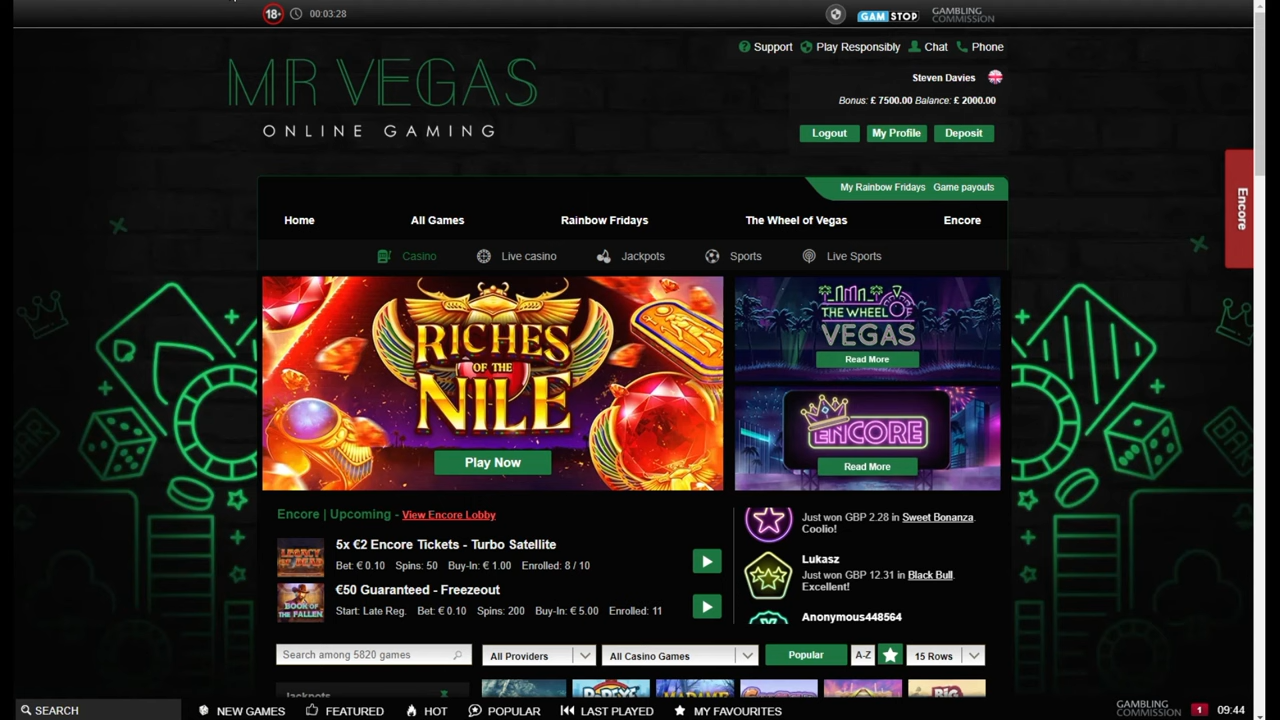 18+ 00:03:28 GAMSTOP GAMBLING COMMISSION
Support Play Responsibly Chat Phone
MR VEGAS
ONLINE GAMING
Steven Davies
Bonus: £ 7500.00 Balance: £ 2000.00
Logout My Profile Deposit
Encore
My Rainbow Fridays Game payouts
Home All Games Rainbow Fridays The Wheel of Vegas Encore
Casino Live casino Jackpots Sports Live Sports
RICHES
OF THE
NILE
Play Now
THE WHEEL OF
VEGAS
Read More
ENCORE
Read More
Encore | Upcoming - View Encore Lobby
5x €2 Encore Tickets - Turbo Satellite
Bet: € 0.10 Spins: 50 Buy-In: € 1.00 Enrolled: 8 / 10
€50 Guaranteed - Freezeout
BOOK OF
THE FALLEN
Start: Late Reg. Bet: € 0.10 Spins: 200 Buy-In: € 5.00 Enrolled: 11
Just won GBP 2.28 in Sweet Bonanza.
Coolio!
Lukasz
Just won GBP 12.31 in Black Bull.
Excellent!
Anonymous448564
Search among 5820 games All Providers All Casino Games Popular A-Z 15 Rows
Jackpots
SEARCH NEW GAMES FEATURED HOT POPULAR LAST PLAYED MY FAVOURITES GAMBLING COMMISSION 1 09:44